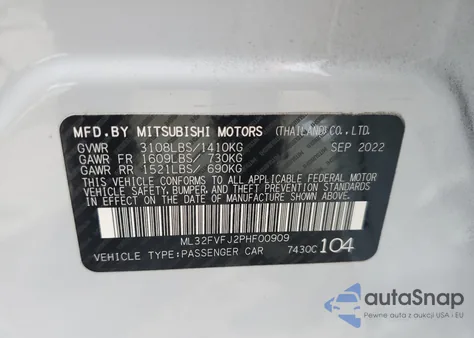 MFD.BY MITSUBISHI MOTORS (THAILAND) CO., LTD.
GVWR 3108LBS/1410KG SEP 2022
GAWR FR 1609LBS/ 730KG
GAWR RR 1521LBS/ 690KG
THIS VEHICLE CONFORMS TO ALL APPLICABLE FEDERAL MOTOR
VEHICLE SAFETY, BUMPER, AND THEFT PREVENTION STANDARDS
IN EFFECT ON THE DATE OF MANUFACTURE SHOWN ABOVE.
ML32FVFJ2PHF00909
VEHICLE TYPE:PASSENGER CAR 7430C 104
autoSnap
Pewne auta z aukcji USA i EU